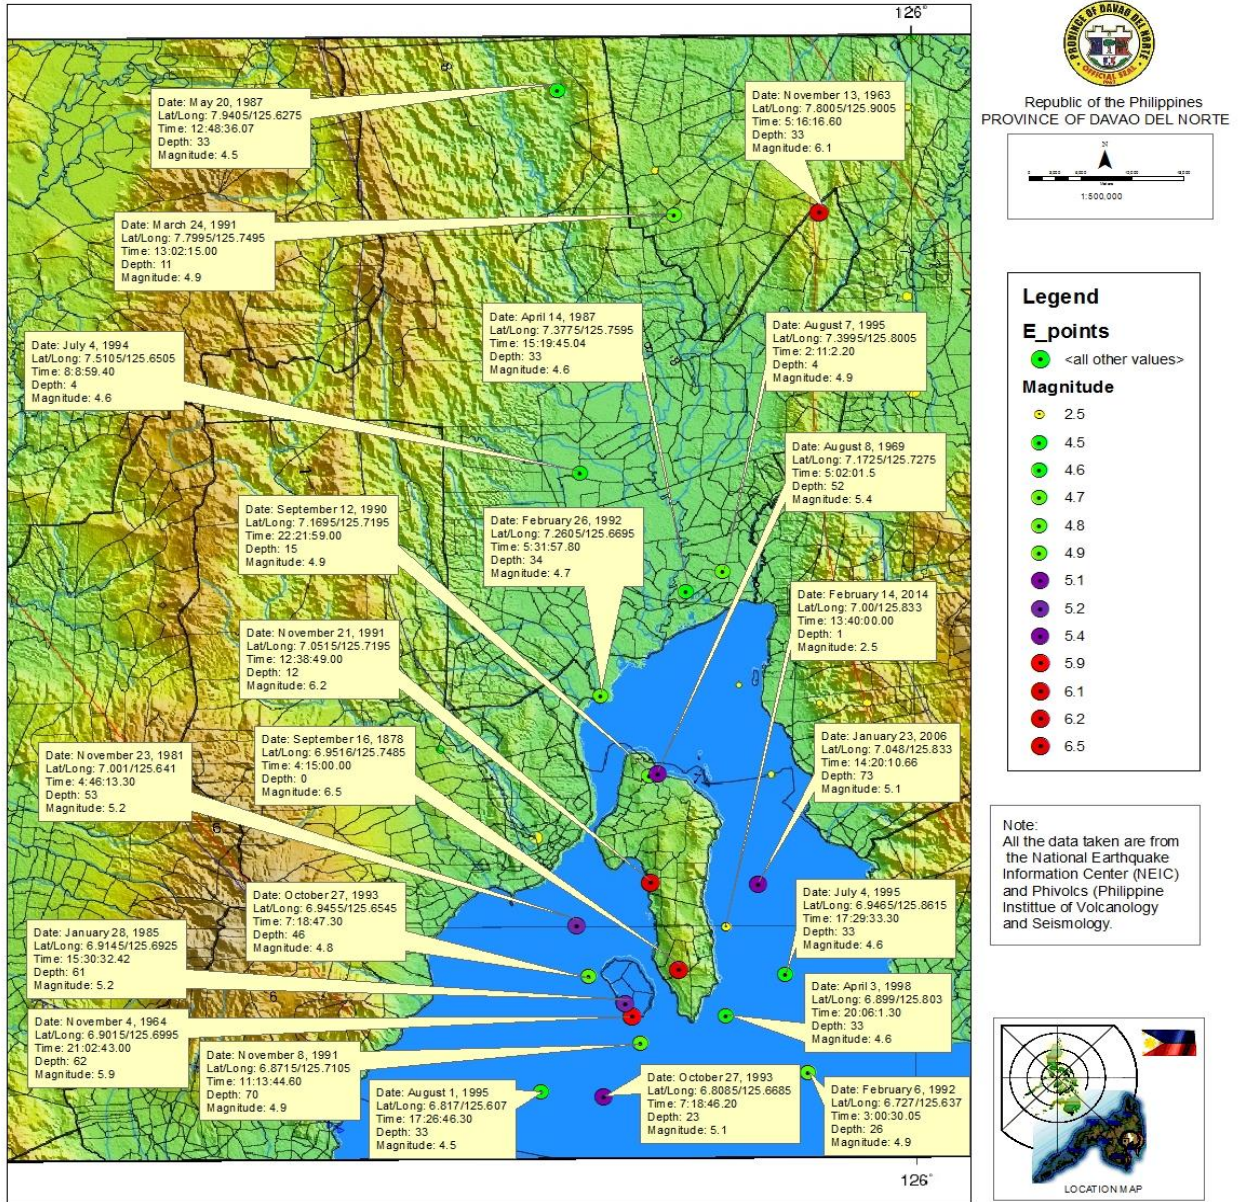 126°
Date: May 20, 1987
Lat/Long: 7.9405/125.6275
Time: 12:48:36.07
Depth: 33
Magnitude: 4.5
Date: November 13, 1963
Lat/Long: 7.8005/125.9005
Time: 5:16:16.60
Depth: 33
Magnitude: 6.1
Date: March 24, 1991
Lat/Long: 7.7995/125.7495
Time: 13:02:15.00
Depth: 11
Magnitude: 4.9
Date: April 14, 1987
Lat/Long: 7.3775/125.7595
Time: 15:19:45.04
Depth: 33
Magnitude: 4.6
Date: August 7, 1995
Lat/Long: 7.3995/125.8005
Time: 2:11:2.20
Depth: 4
Magnitude: 4.9
Date: July 4, 1994
Lat/Long: 7.5105/125.6505
Time: 8:8:59.40
Depth: 4
Magnitude: 4.6
Date: August 8, 1969
Lat/Long: 7.1725/125.7275
Time: 5:02:01.5
Depth: 52
Magnitude: 5.4
Date: September 12, 1990
Lat/Long: 7.1695/125.7195
Time: 22:21:59.00
Depth: 15
Magnitude: 4.9
Date: February 26, 1992
Lat/Long: 7.2605/125.6695
Time: 5:31:57.80
Depth: 34
Magnitude: 4.7
Date: February 14, 2014
Lat/Long: 7.00/125.833
Time: 13:40:00.00
Depth: 1
Magnitude: 2.5
Date: November 21, 1991
Lat/Long: 7.0515/125.7195
Time: 12:38:49.00
Depth: 12
Magnitude: 6.2
Date: September 16, 1878
Lat/Long: 6.9516/125.7485
Time: 4:15:00.00
Depth: 0
Magnitude: 6.5
Date: January 23, 2006
Lat/Long: 7.048/125.833
Time: 14:20:10.66
Depth: 73
Magnitude: 5.1
Date: November 23, 1981
Lat/Long: 7.001/125.641
Time: 4:46:13.30
Depth: 53
Magnitude: 5.2
Date: October 27, 1993
Lat/Long: 6.9455/125.6545
Time: 7:18:47.30
Depth: 46
Magnitude: 4.8
Date: July 4, 1995
Lat/Long: 6.9465/125.8615
Time: 17:29:33.30
Depth: 33
Magnitude: 4.6
Date: January 28, 1985
Lat/Long: 6.9145/125.6925
Time: 15:30:32.42
Depth: 61
Magnitude: 5.2
Date: April 3, 1998
Lat/Long: 6.899/125.803
Time: 20:06:1.30
Depth: 33
Magnitude: 4.6
Date: November 4, 1964
Lat/Long: 6.9015/125.6995
Time: 21:02:43.00
Depth: 62
Magnitude: 5.9
Date: November 8, 1991
Lat/Long: 6.8715/125.7105
Time: 11:13:44.60
Depth: 70
Magnitude: 4.9
Date: August 1, 1995
Lat/Long: 6.817/125.607
Time: 17:26:46.30
Depth: 33
Magnitude: 4.5
Date: October 27, 1993
Lat/Long: 6.8085/125.6685
Time: 7:18:46.20
Depth: 23
Magnitude: 5.1
Date: February 6, 1992
Lat/Long: 6.727/125.637
Time: 3:00:30.05
Depth: 26
Magnitude: 4.9
126°
PROVINCE OF DAVAO DEL NORTE
OFFICIAL SEAL
Republic of the Philippines
PROVINCE OF DAVAO DEL NORTE
N
Meters
1:500,000
Legend
E_points
<all other values>
Magnitude
2.5
4.5
4.6
4.7
4.8
4.9
5.1
5.2
5.4
5.9
6.1
6.2
6.5
Note:
All the data taken are from
the National Earthquake
Information Center (NEIC)
and Phivolcs (Philippine
Instittue of Volcanology
and Seismology.
LOCATION MAP